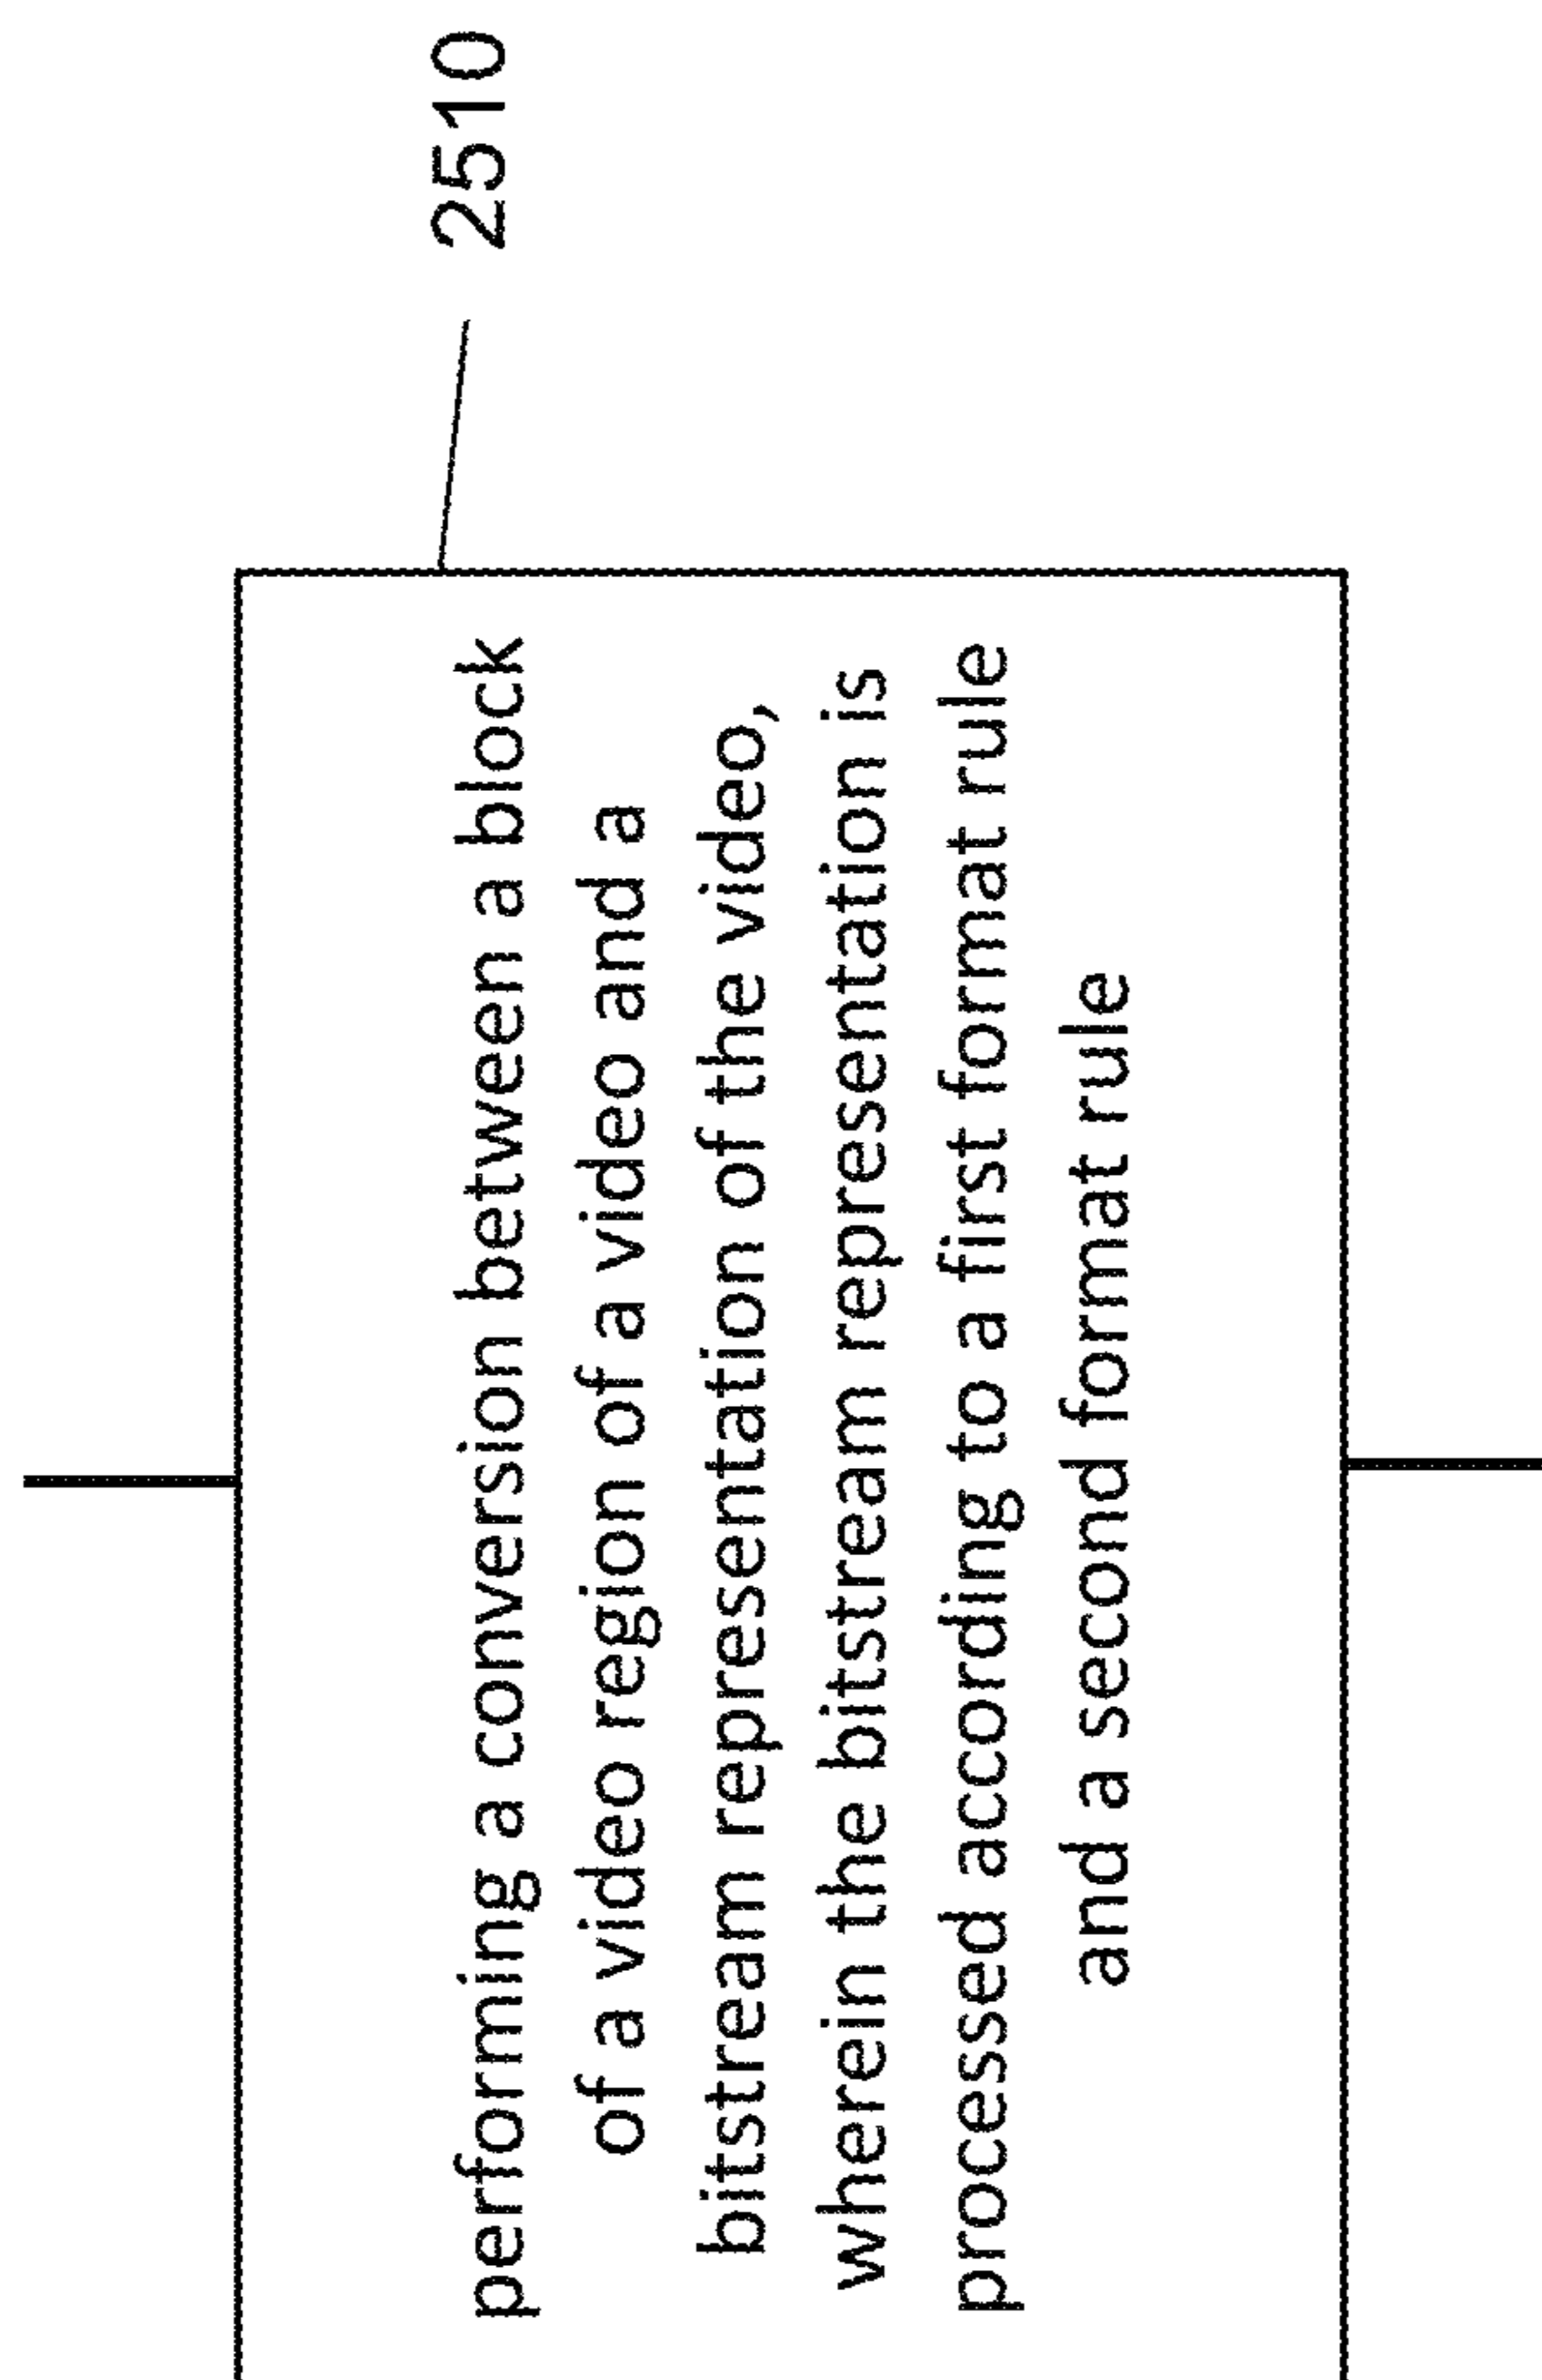 2510
performing a conversion between a block
of a video region of a video and a
bitstream representation of the video,
wherein the bitstream representation is
processed according to a first format rule
and a second format rule